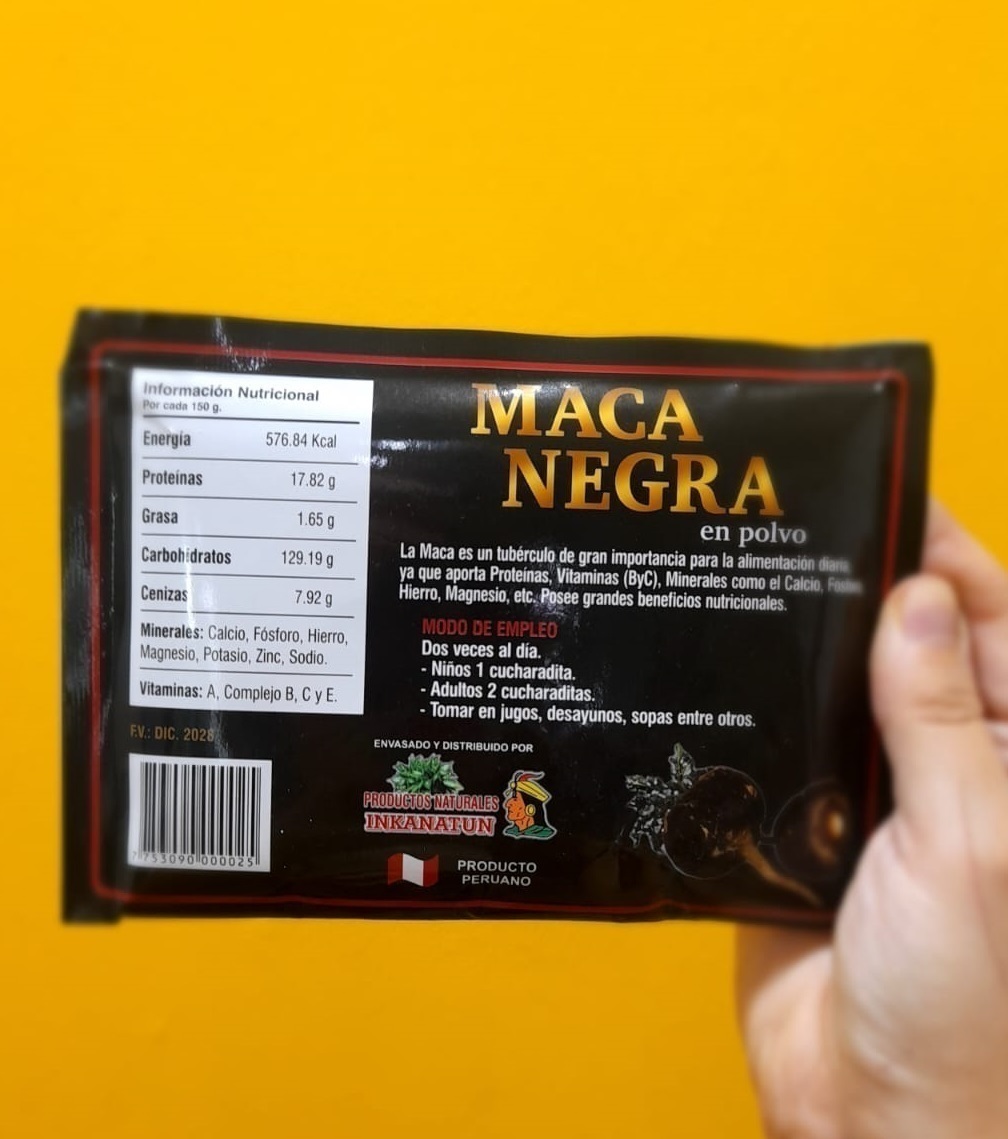 Información Nutricional
Por cada 150 g.
Energía 576.84 Kcal
Proteínas 17.82 g
Grasa 1.65 g
Carbohidratos 129.19 g
Cenizas 7.92 g
Minerales: Calcio, Fósforo, Hierro,
Magnesio, Potasio, Zinc, Sodio.
Vitaminas: A, Complejo B, C y E.
F.V.: DIC. 2028
7753090000025
MACA
NEGRA
en polvo
La Maca es un tubérculo de gran importancia para la alimentación diaria
ya que aporta Proteínas, Vitaminas (ByC), Minerales como el Calcio,
Hierro, Magnesio, etc. Posee grandes beneficios nutricionales.
MODO DE EMPLEO
Dos veces al día.
- Niños 1 cucharadita.
- Adultos 2 cucharaditas.
- Tomar en jugos, desayunos, sopas entre otros.
ENVASADO Y DISTRIBUIDO POR
PRODUCTOS NATURALES
INKANATUN
PRODUCTO
PERUANO